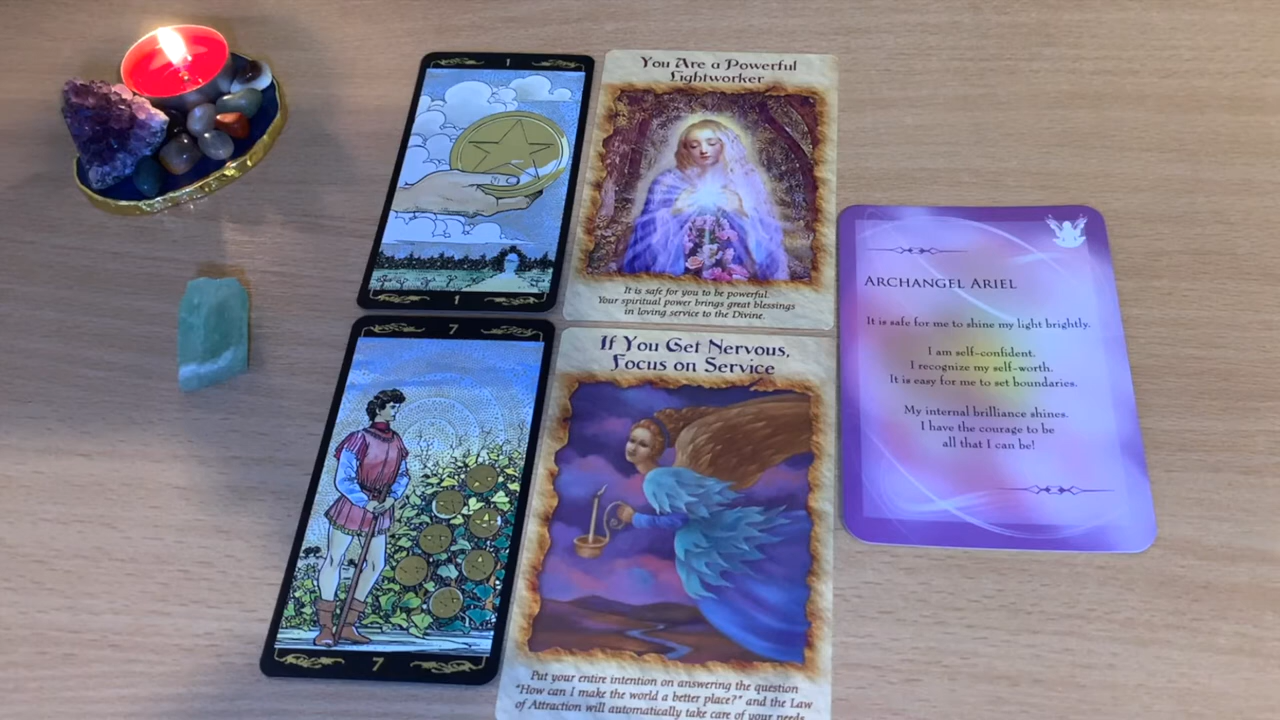 1
1
You Are a Powerful
Lightworker
It is safe for you to be powerful.
Your spiritual power brings great blessings
in loving service to the Divine.
7
7
If You Get Nervous,
Focus on Service
Put your entire intention on answering the question
"How can I make the world a better place?" and the Law
of Attraction will automatically take care of your needs.
ARCHANGEL ARIEL
It is safe for me to shine my light brightly.
I am self-confident.
I recognize my self-worth.
It is easy for me to set boundaries.
My internal brilliance shines.
I have the courage to be
all that I can be!